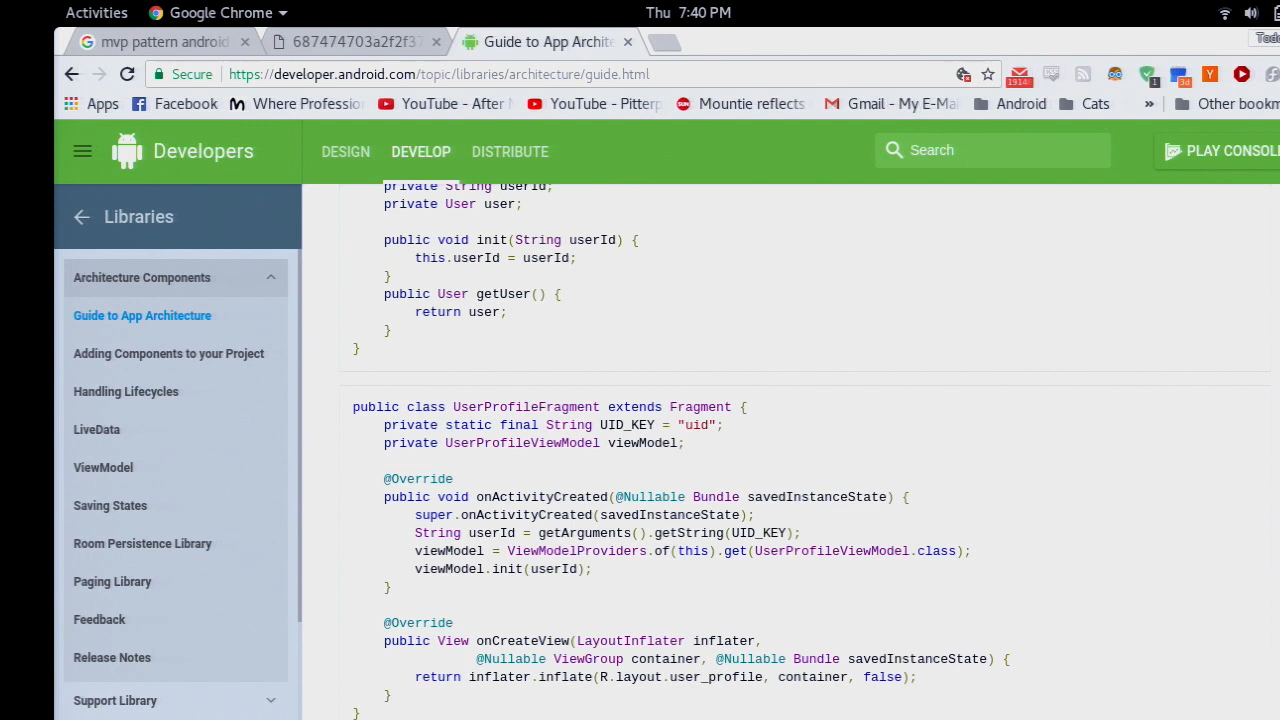 Activities Google Chrome Thu 7:40 PM
mvp pattern android 687474703a2f2f37 Guide to App Archite Todd
Secure https://developer.android.com/topic/libraries/architecture/guide.html 1914 1 3d Y
Apps Facebook Where Professio YouTube - After YouTube - Pitterp SUN Mountie reflects Gmail - My E-Ma Android Cats » Other bookm
Developers DESIGN DEVELOP DISTRIBUTE Search PLAY CONSOL
Libraries
Architecture Components
Guide to App Architecture
Adding Components to your Project
Handling Lifecycles
LiveData
ViewModel
Saving States
Room Persistence Library
Paging Library
Feedback
Release Notes
Support Library
private String userId;
private User user;
public void init(String userId) {
this.userId = userId;
}
public User getUser() {
return user;
}
}
public class UserProfileFragment extends Fragment {
private static final String UID_KEY = "uid";
private UserProfileViewModel viewModel;
@Override
public void onActivityCreated(@Nullable Bundle savedInstanceState) {
super.onActivityCreated(savedInstanceState);
String userId = getArguments().getString(UID_KEY);
viewModel = ViewModelProviders.of(this).get(UserProfileViewModel.class);
viewModel.init(userId);
}
@Override
public View onCreateView(LayoutInflater inflater,
@Nullable ViewGroup container, @Nullable Bundle savedInstanceState) {
return inflater.inflate(R.layout.user_profile, container, false);
}
}